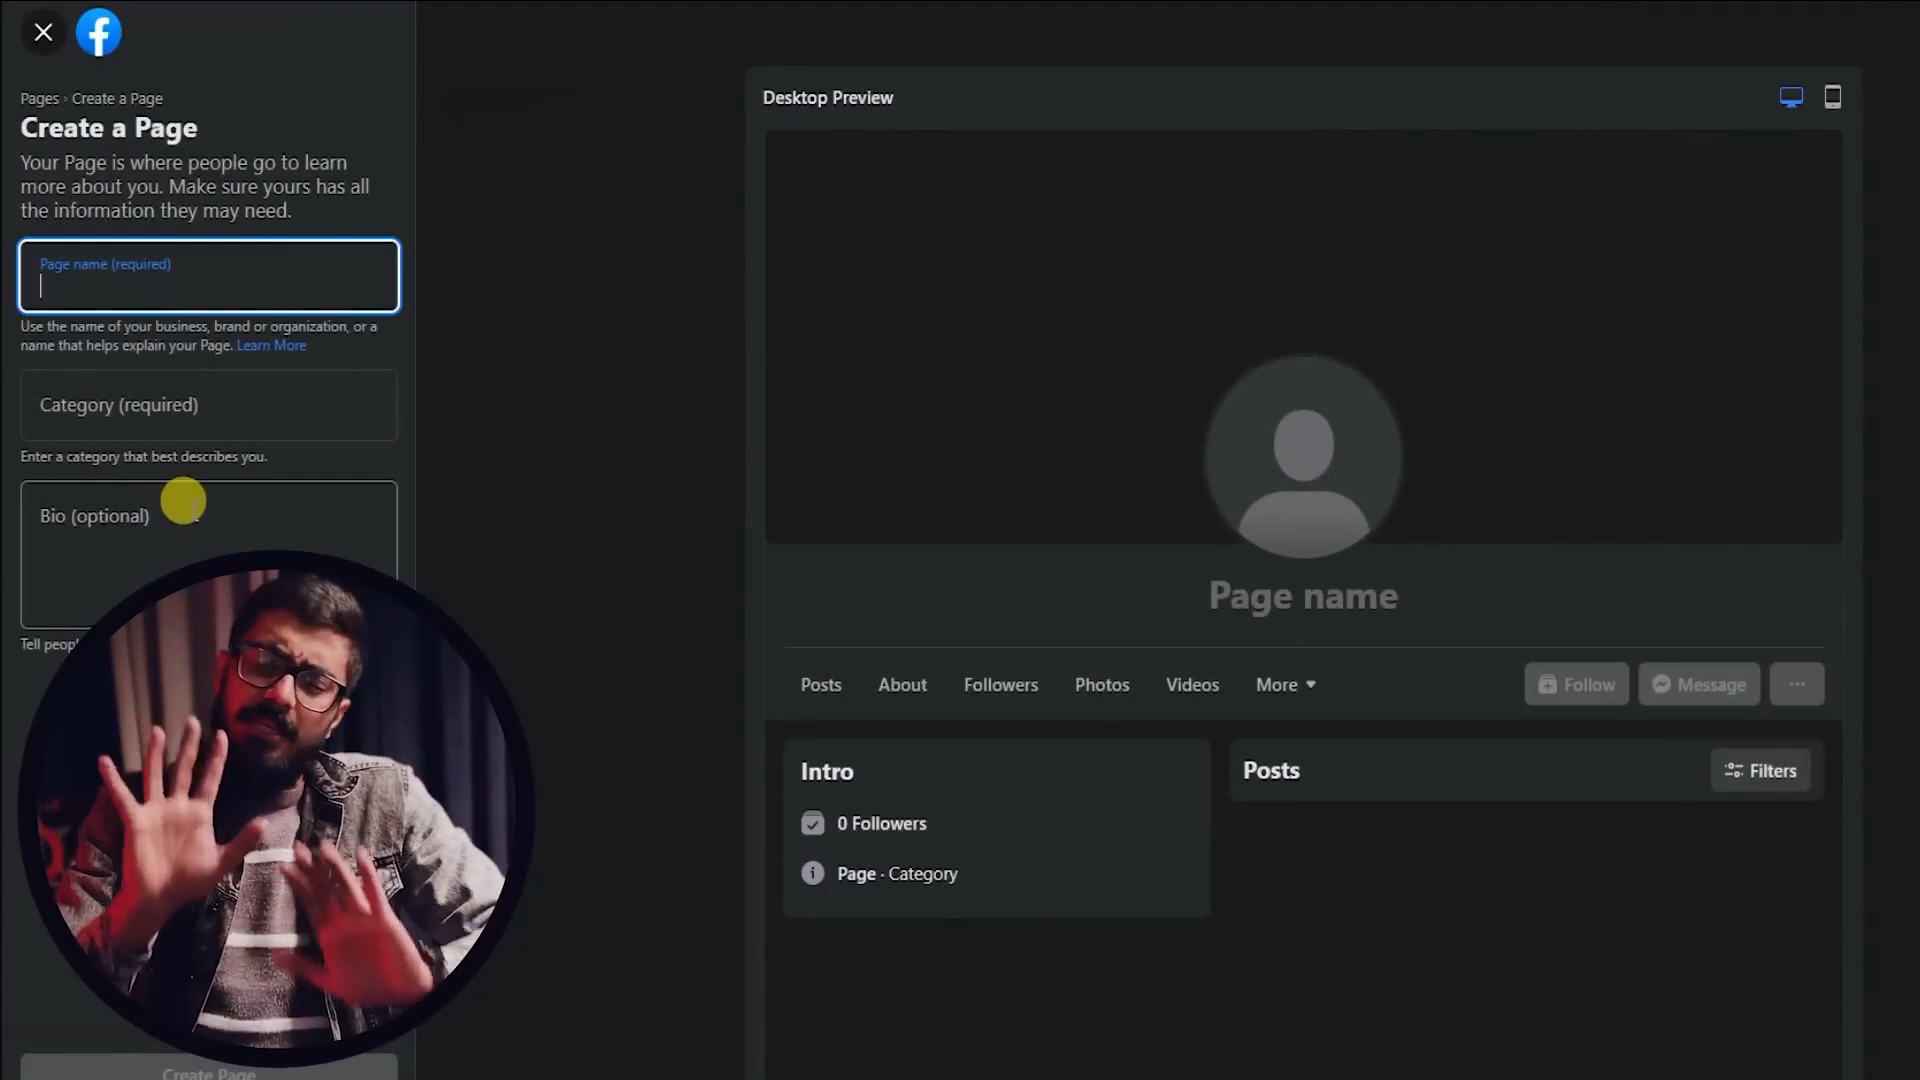 Pages › Create a Page
Create a Page
Your Page is where people go to learn
more about you. Make sure yours has all
the information they may need.
Page name (required)
Use the name of your business, brand or organization, or a
name that helps explain your Page. Learn More
Category (required)
Enter a category that best describes you.
Bio (optional)
Tell
Create Page
Desktop Preview
Page name
Posts
About
Followers
Photos
Videos
More
Follow
Message
Intro
0 Followers
Page · Category
Posts
Filters